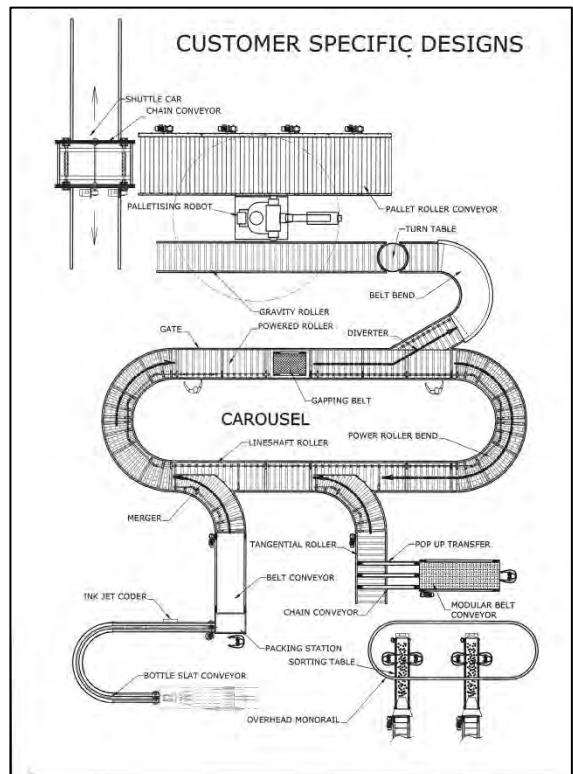 CUSTOMER SPECIFIC DESIGNS
SHUTTLE CAR
CHAIN CONVEYOR
PALLETISING ROBOT
PALLET ROLLER CONVEYOR
TURN TABLE
BELT BEND
GRAVITY ROLLER
POWERED ROLLER
GATE
DIVERTER
GAPPING BELT
CAROUSEL
LINESHAFT ROLLER
POWER ROLLER BEND
MERGER
TANGENTIAL ROLLER
POP UP TRANSFER
BELT CONVEYOR
INK JET CODER
CHAIN CONVEYOR
MODULAR BELT
CONVEYOR
PACKING STATION
SORTING TABLE
BOTTLE SLAT CONVEYOR
OVERHEAD MONORAIL